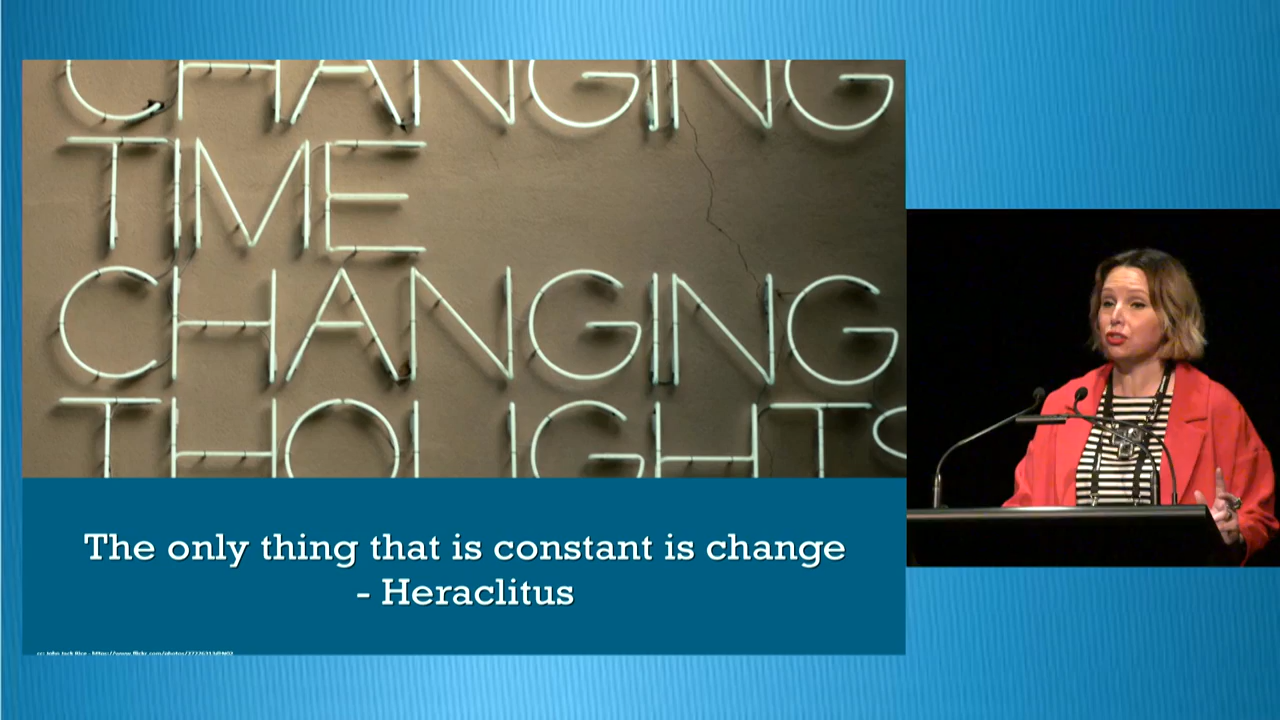 CHANGING
TIME
CHANGING
THOUGHTS
The only thing that is constant is change
- Heraclitus